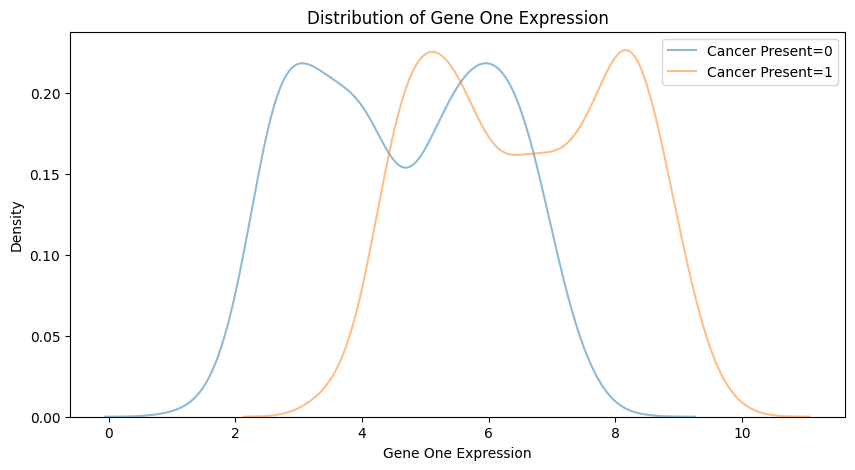 Distribution of Gene One Expression
Cancer Present=0
Cancer Present=1
0.20
0.15
0.10
0.05
0.00
Density
0 2 4 6 8 10
Gene One Expression